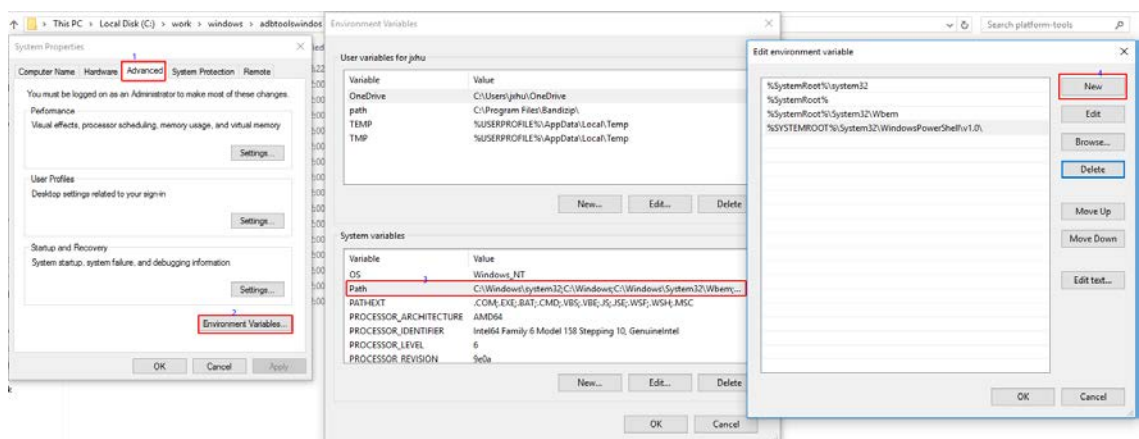 This PC > Local Disk (C:) > work > windows > adbtoolswindos
Search platform-tools
System Properties
1
Computer Name Hardware Advanced System Protection Remote
You must be logged on as an Administrator to make most of these changes.
Performance
Visual effects, processor scheduling, memory usage, and virtual memory
Settings...
User Profiles
Desktop settings related to your sign-in
Settings...
Startup and Recovery
System startup, system failure, and debugging information
Settings...
2
Environment Variables...
OK Cancel Apply
Environment Variables
User variables for jxhu
Variable Value
OneDrive C:\Users\jxhu\OneDrive
path C:\Program Files\Bandizip\
TEMP %USERPROFILE%\AppData\Local\Temp
TMP %USERPROFILE%\AppData\Local\Temp
New... Edit... Delete
System variables
Variable Value
OS Windows_NT
3
Path C:\Windows\system32;C:\Windows;C:\Windows\System32\Wbem;...
PATHEXT .COM;.EXE;.BAT;.CMD;.VBS;.VBE;.JS;.JSE;.WSF;.WSH;.MSC
PROCESSOR_ARCHITECTURE AMD64
PROCESSOR_IDENTIFIER Intel64 Family 6 Model 158 Stepping 10, GenuineIntel
PROCESSOR_LEVEL 6
PROCESSOR_REVISION 9e0a
New... Edit... Delete
OK Cancel
Edit environment variable
%SystemRoot%\system32
%SystemRoot%
%SystemRoot%\System32\Wbem
%SYSTEMROOT%\System32\WindowsPowerShell\v1.0\
4
New
Edit
Browse...
Delete
Move Up
Move Down
Edit text...
OK Cancel